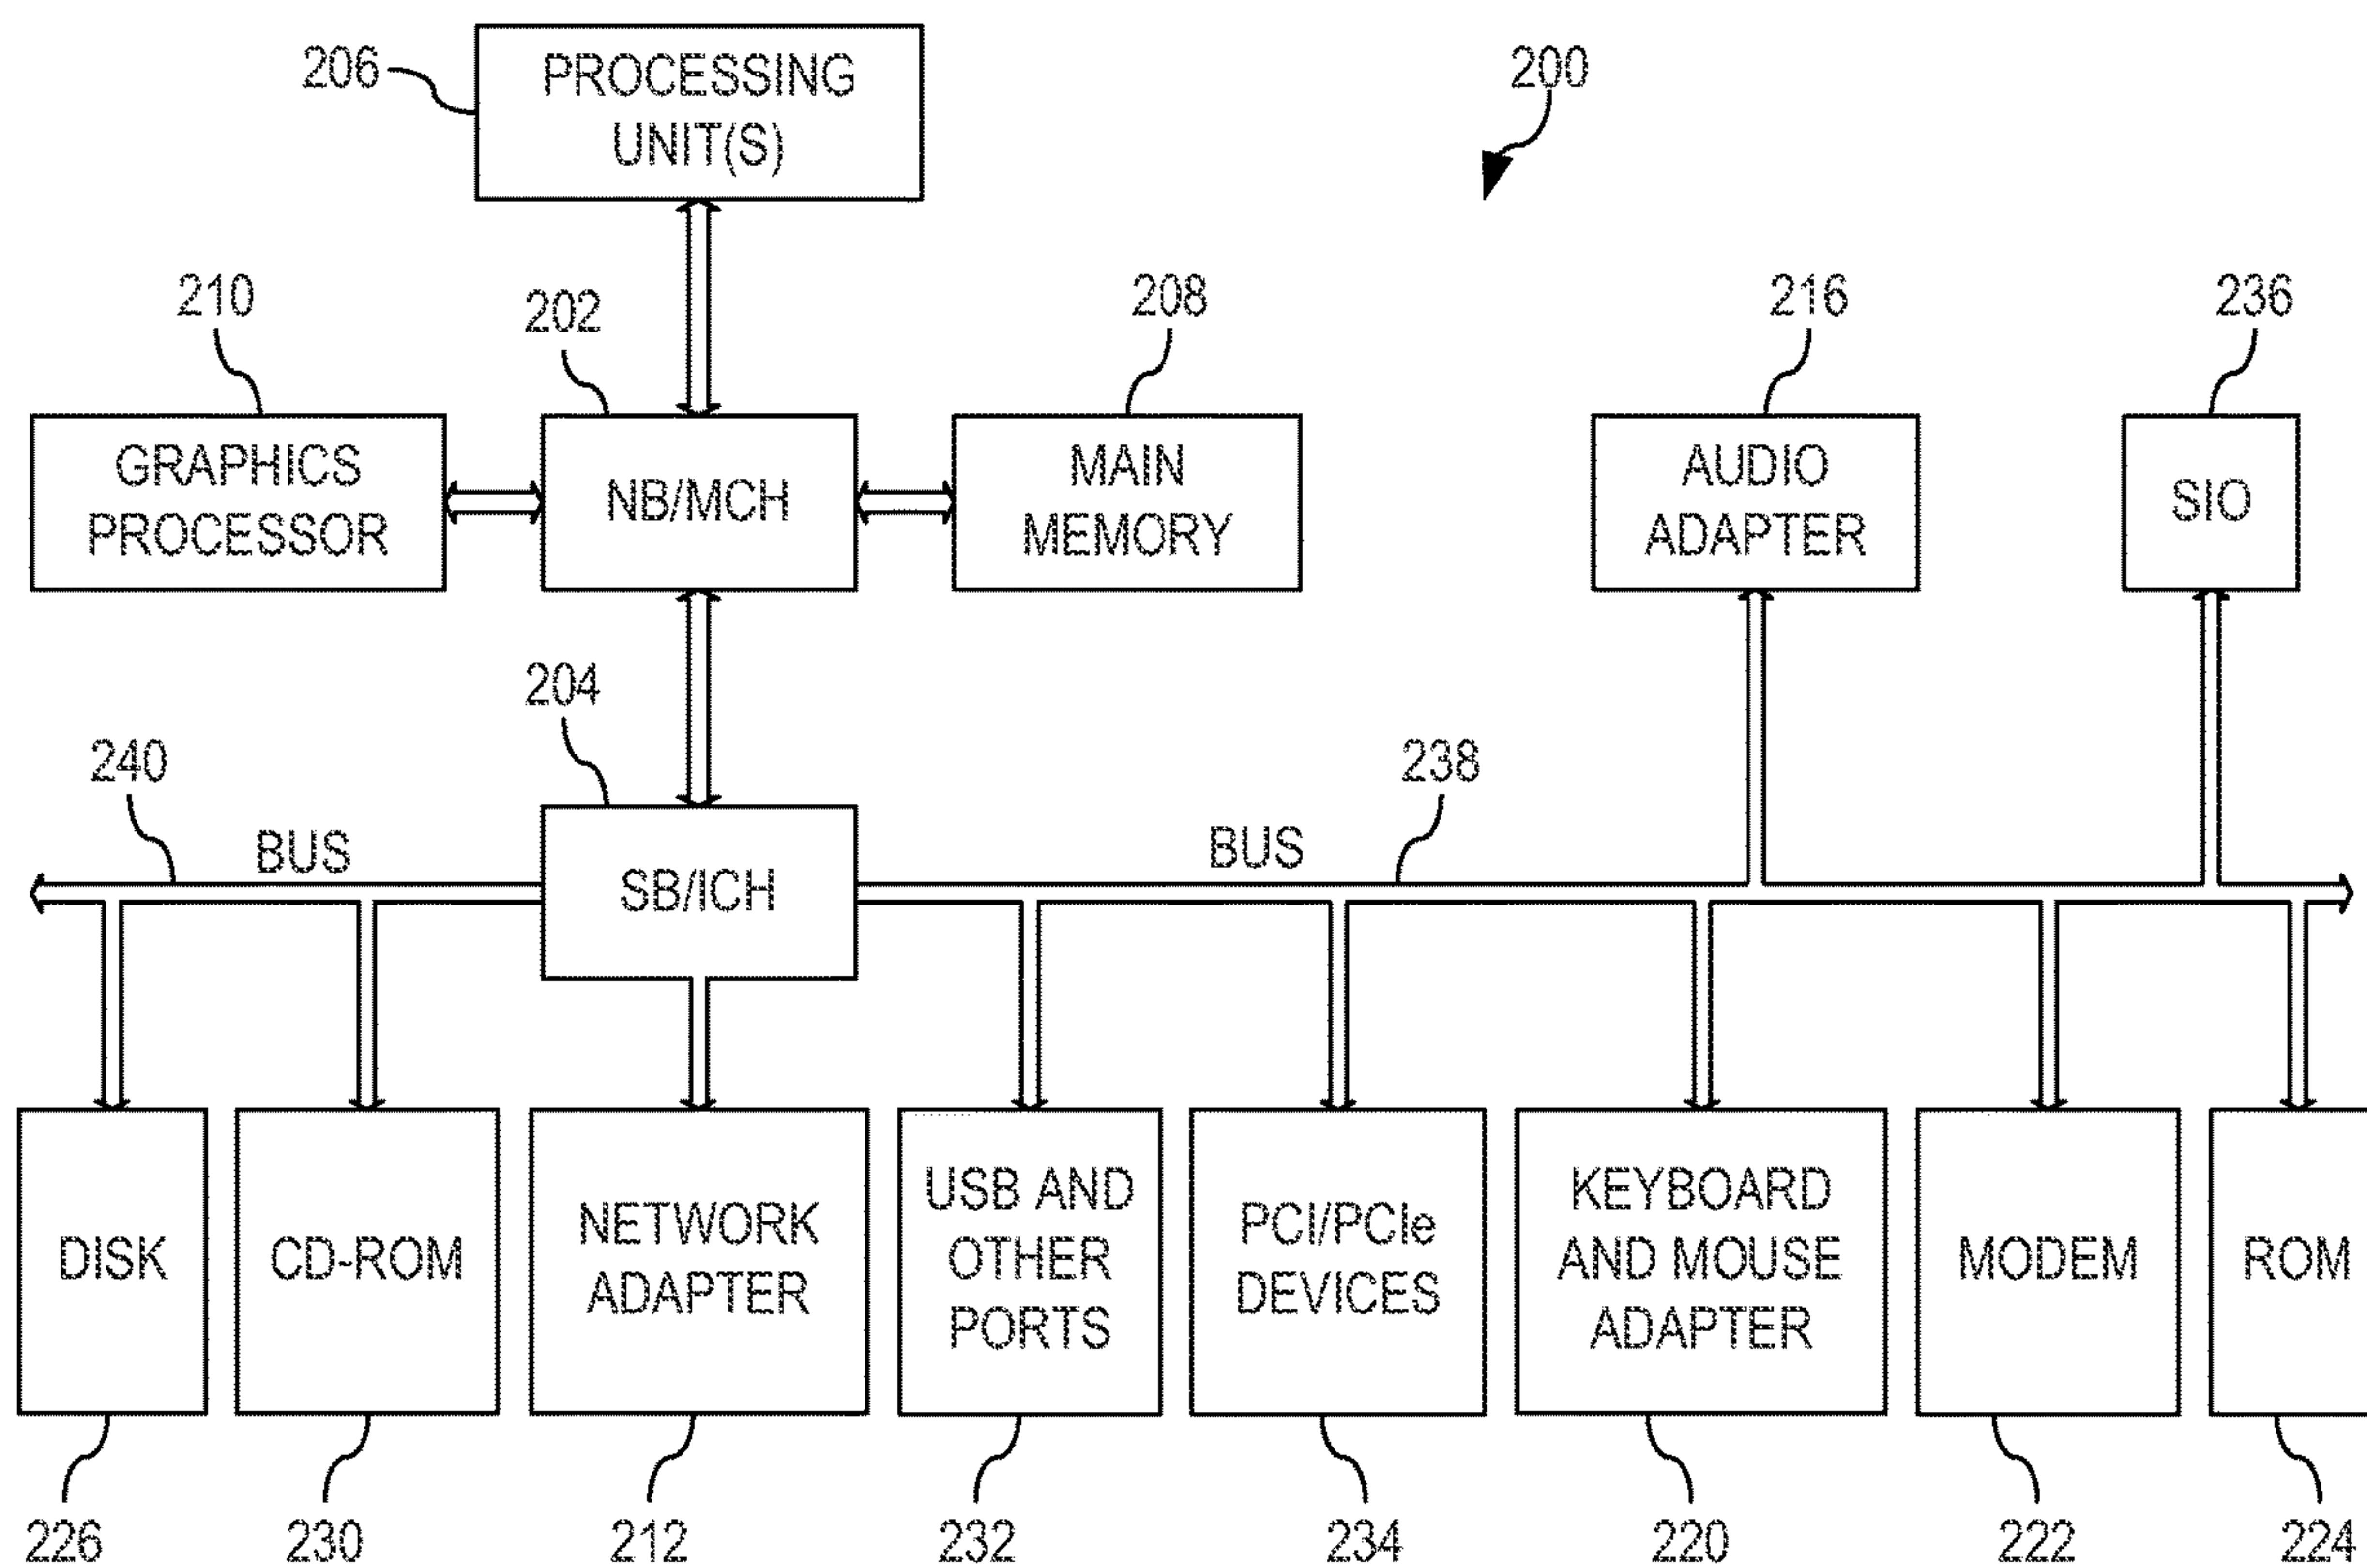 206
PROCESSING
UNIT(S)
200
210
202
208
216
236
GRAPHICS
PROCESSOR
NB/MCH
MAIN
MEMORY
AUDIO
ADAPTER
SIO
204
240
238
BUS
BUS
SB/ICH
DISK
CD-ROM
NETWORK
ADAPTER
USB AND
OTHER
PORTS
PCI/PCIe
DEVICES
KEYBOARD
AND MOUSE
ADAPTER
MODEM
ROM
226
230
212
232
234
220
222
224